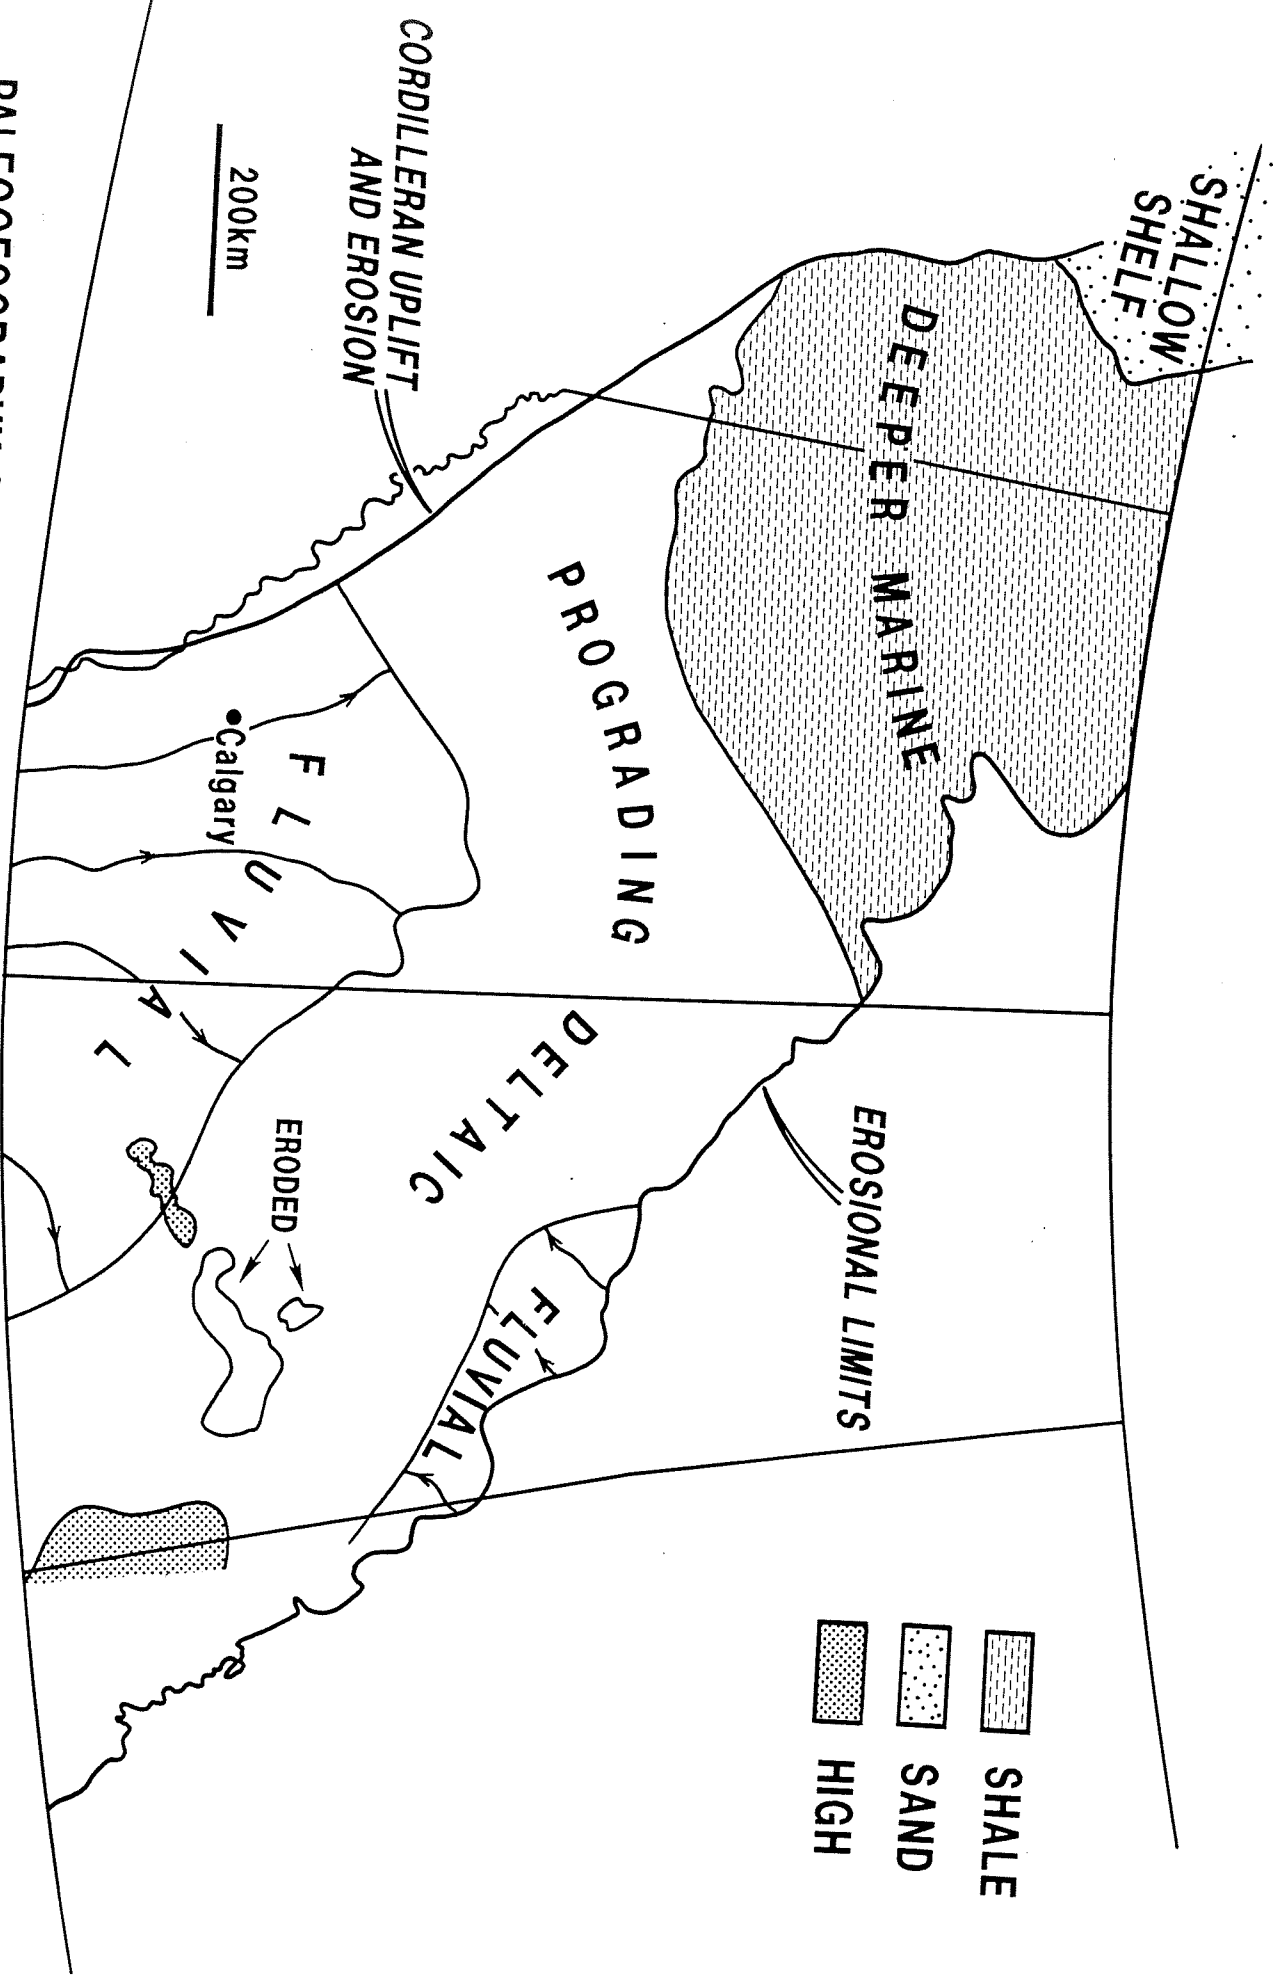 SHALLOW
SHELF
DEEPER MARINE
CORDILLERAN UPLIFT
AND EROSION
200km
PROGRADING
DELTAIC
FLUVIAL
Calgary
ERODED
FLUVIAL
EROSIONAL LIMITS
SHALE
SAND
HIGH